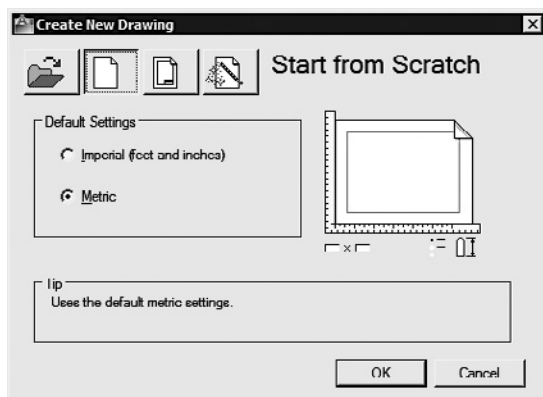 Create New Drawing
Start from Scratch
Default Settings
Imperial (feet and inches)
Metric
Tip
Uses the default metric settings.
OK
Cancel